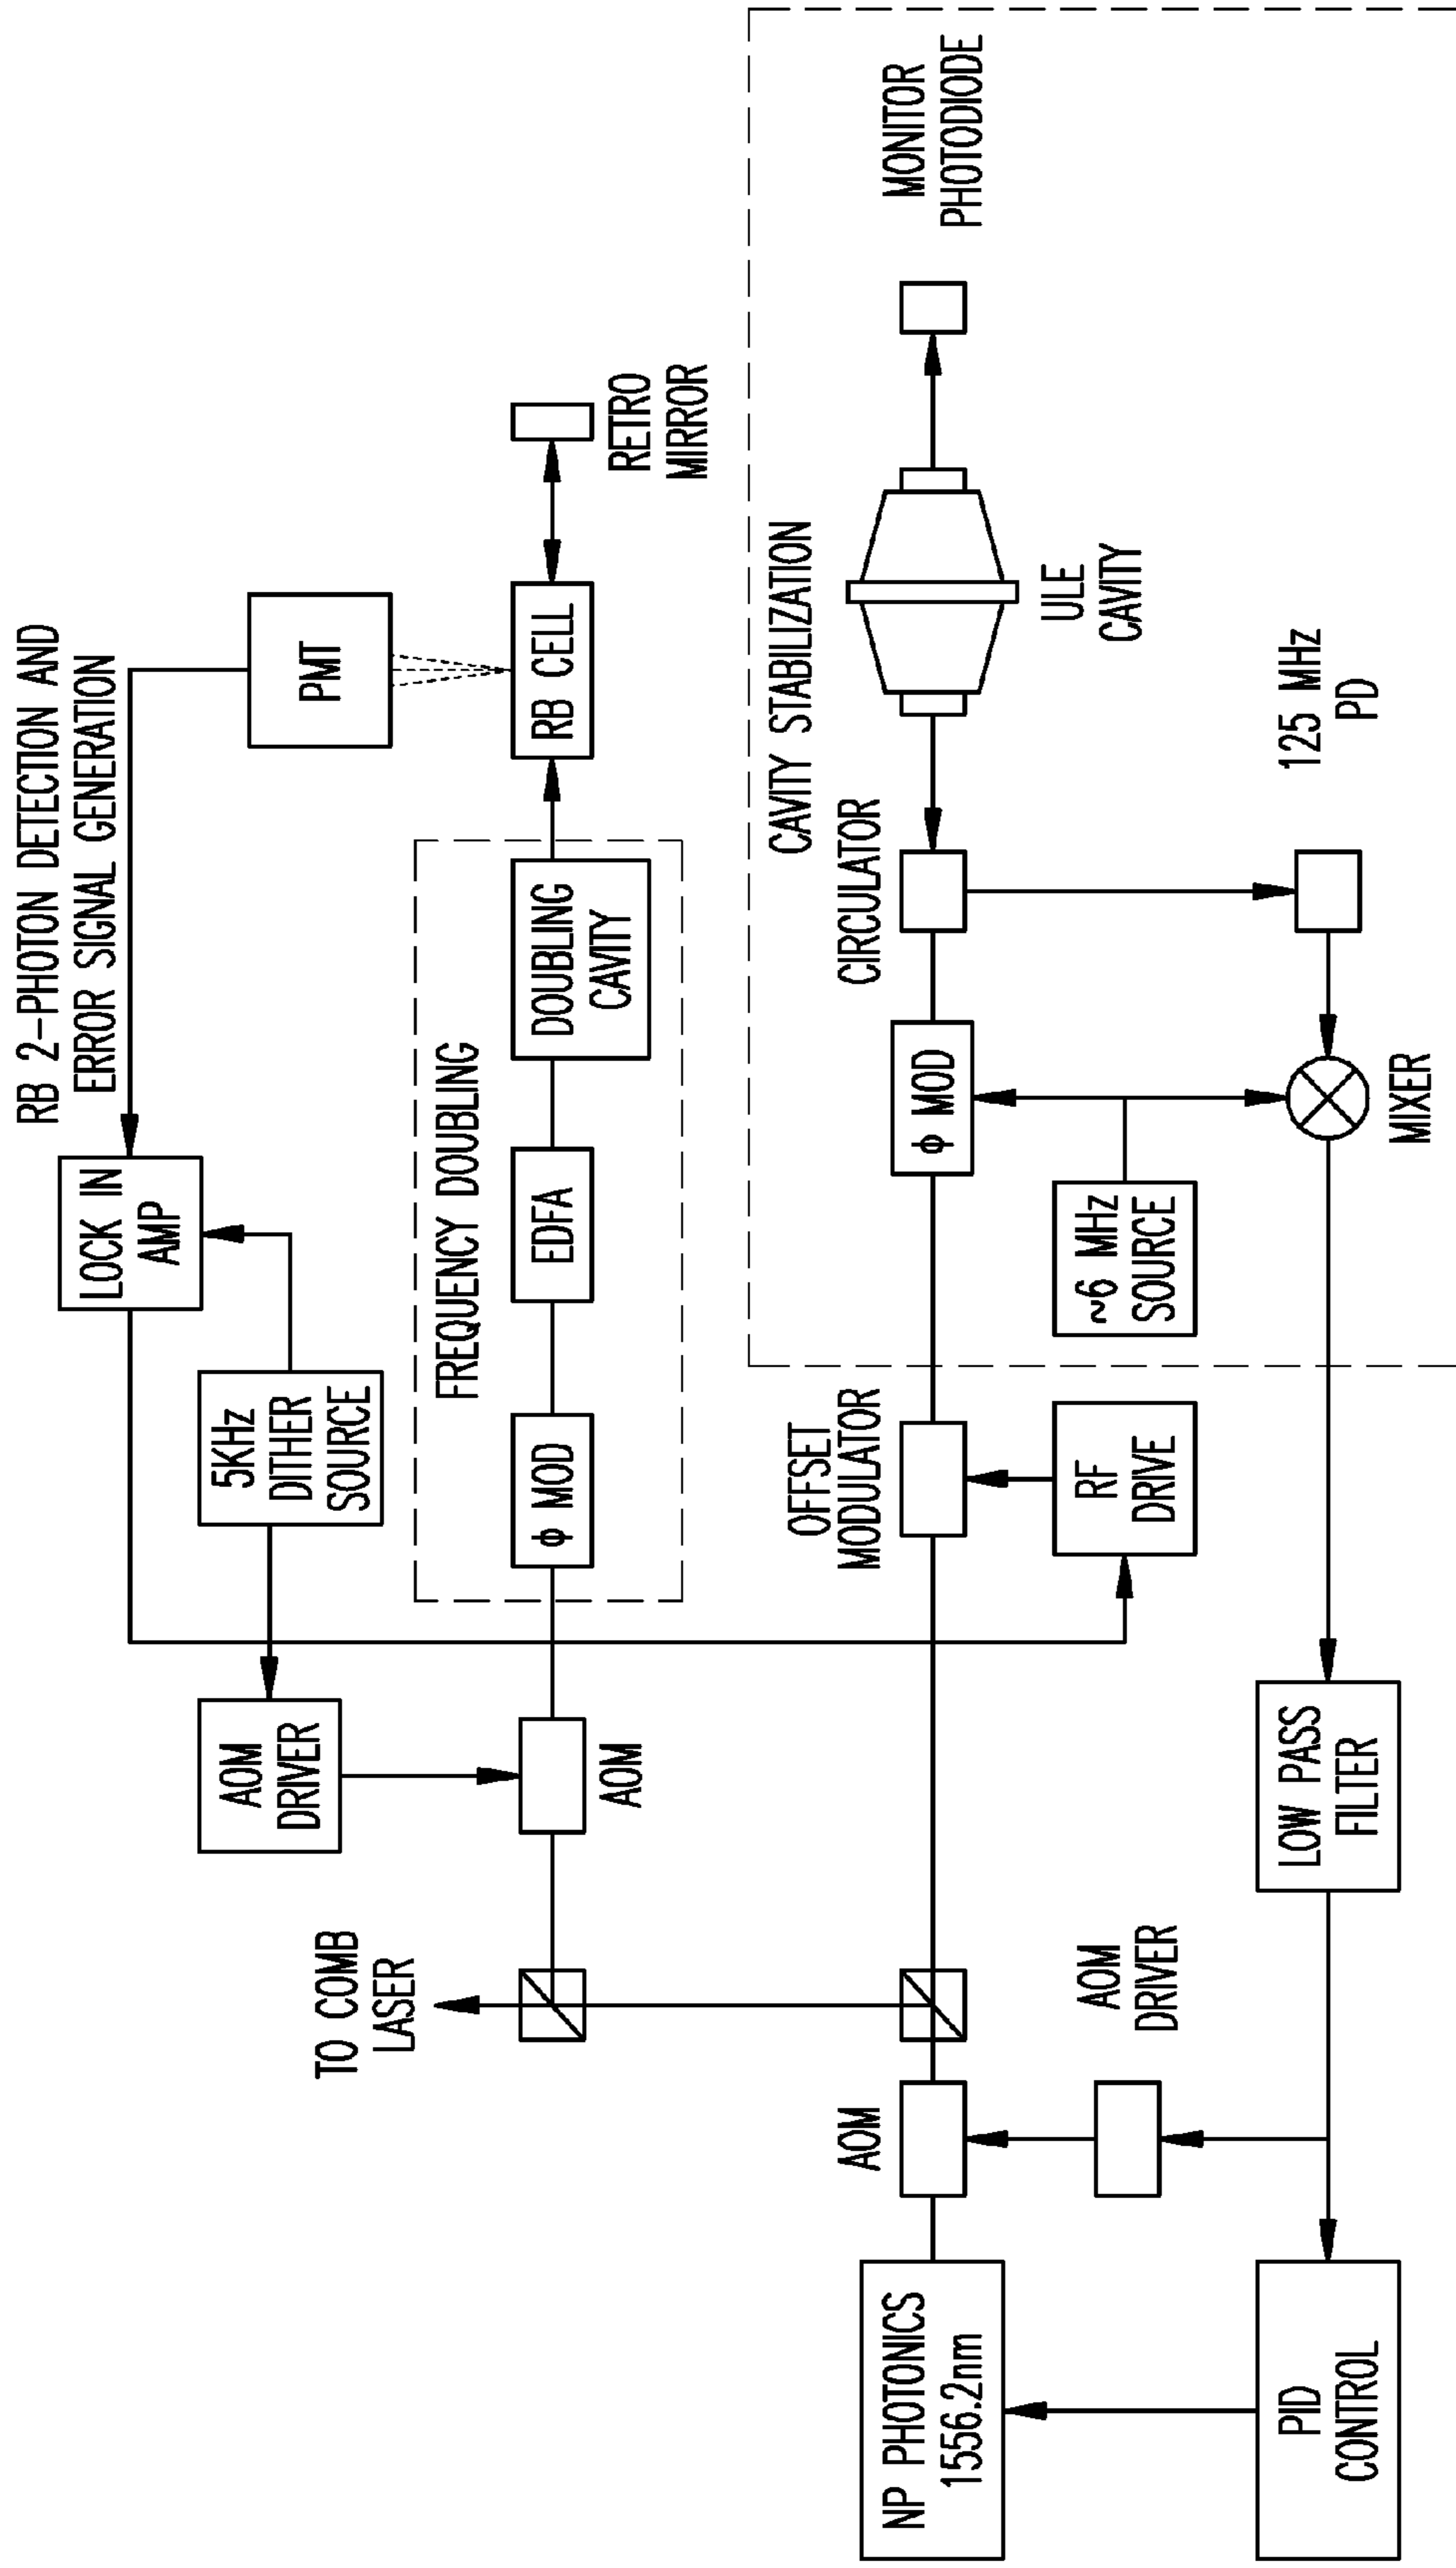 RB 2-PHOTON DETECTION AND
ERROR SIGNAL GENERATION
LOCK IN
AMP
PMT
5KHz
DITHER
SOURCE
AOM
DRIVER
TO COMB
LASER
AOM
FREQUENCY DOUBLING
ϕ MOD
EDFA
DOUBLING
CAVITY
RB CELL
RETRO
MIRROR
CAVITY STABILIZATION
NP PHOTONICS
1556.2nm
AOM
OFFSET
MODULATOR
ϕ MOD
CIRCULATOR
ULE
CAVITY
MONITOR
PHOTODIODE
AOM
DRIVER
RF
DRIVE
~6 MHz
SOURCE
125 MHz
PD
PID
CONTROL
LOW PASS
FILTER
MIXER